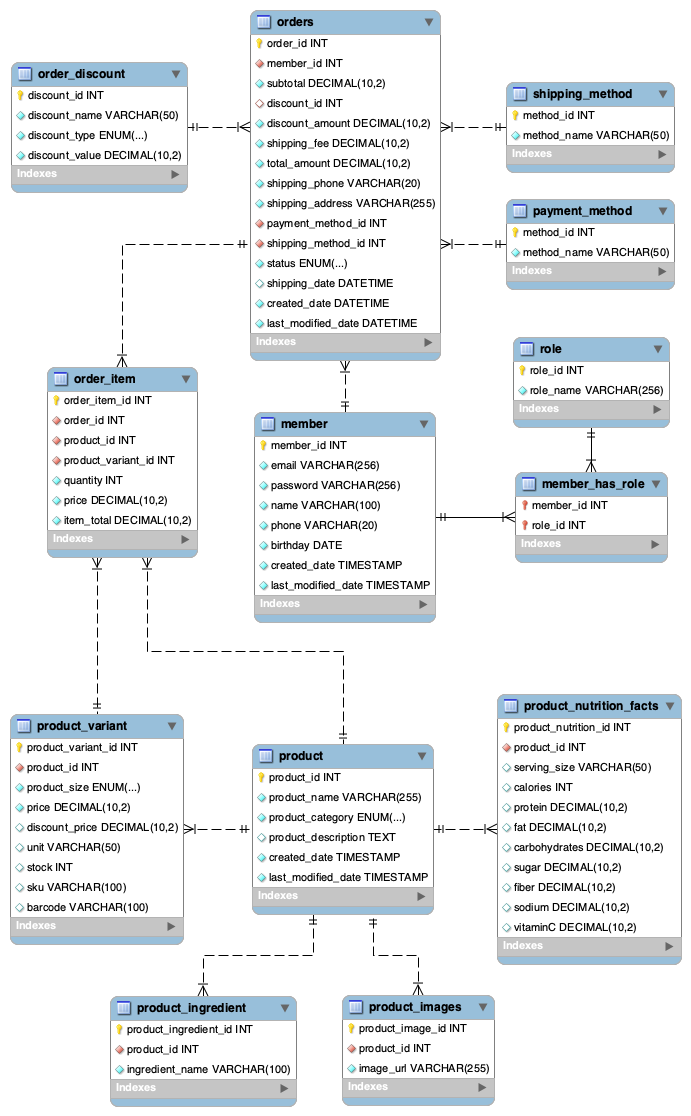 orders
order_id INT
member_id INT
subtotal DECIMAL(10,2)
discount_id INT
discount_amount DECIMAL(10,2)
shipping_fee DECIMAL(10,2)
total_amount DECIMAL(10,2)
shipping_phone VARCHAR(20)
shipping_address VARCHAR(255)
payment_method_id INT
shipping_method_id INT
status ENUM(...)
shipping_date DATETIME
created_date DATETIME
last_modified_date DATETIME
Indexes
order_discount
discount_id INT
discount_name VARCHAR(50)
discount_type ENUM(...)
discount_value DECIMAL(10,2)
Indexes
shipping_method
method_id INT
method_name VARCHAR(50)
Indexes
payment_method
method_id INT
method_name VARCHAR(50)
Indexes
role
role_id INT
role_name VARCHAR(256)
Indexes
order_item
order_item_id INT
order_id INT
product_id INT
product_variant_id INT
quantity INT
price DECIMAL(10,2)
item_total DECIMAL(10,2)
Indexes
member
member_id INT
email VARCHAR(256)
password VARCHAR(256)
name VARCHAR(100)
phone VARCHAR(20)
birthday DATE
created_date TIMESTAMP
last_modified_date TIMESTAMP
Indexes
member_has_role
member_id INT
role_id INT
Indexes
product_variant
product_variant_id INT
product_id INT
product_size ENUM(...)
price DECIMAL(10,2)
discount_price DECIMAL(10,2)
unit VARCHAR(50)
stock INT
sku VARCHAR(100)
barcode VARCHAR(100)
Indexes
product
product_id INT
product_name VARCHAR(255)
product_category ENUM(...)
product_description TEXT
created_date TIMESTAMP
last_modified_date TIMESTAMP
Indexes
product_nutrition_facts
product_nutrition_id INT
product_id INT
serving_size VARCHAR(50)
calories INT
protein DECIMAL(10,2)
fat DECIMAL(10,2)
carbohydrates DECIMAL(10,2)
sugar DECIMAL(10,2)
fiber DECIMAL(10,2)
sodium DECIMAL(10,2)
vitaminC DECIMAL(10,2)
Indexes
product_ingredient
product_ingredient_id INT
product_id INT
ingredient_name VARCHAR(100)
Indexes
product_images
product_image_id INT
product_id INT
image_url VARCHAR(255)
Indexes